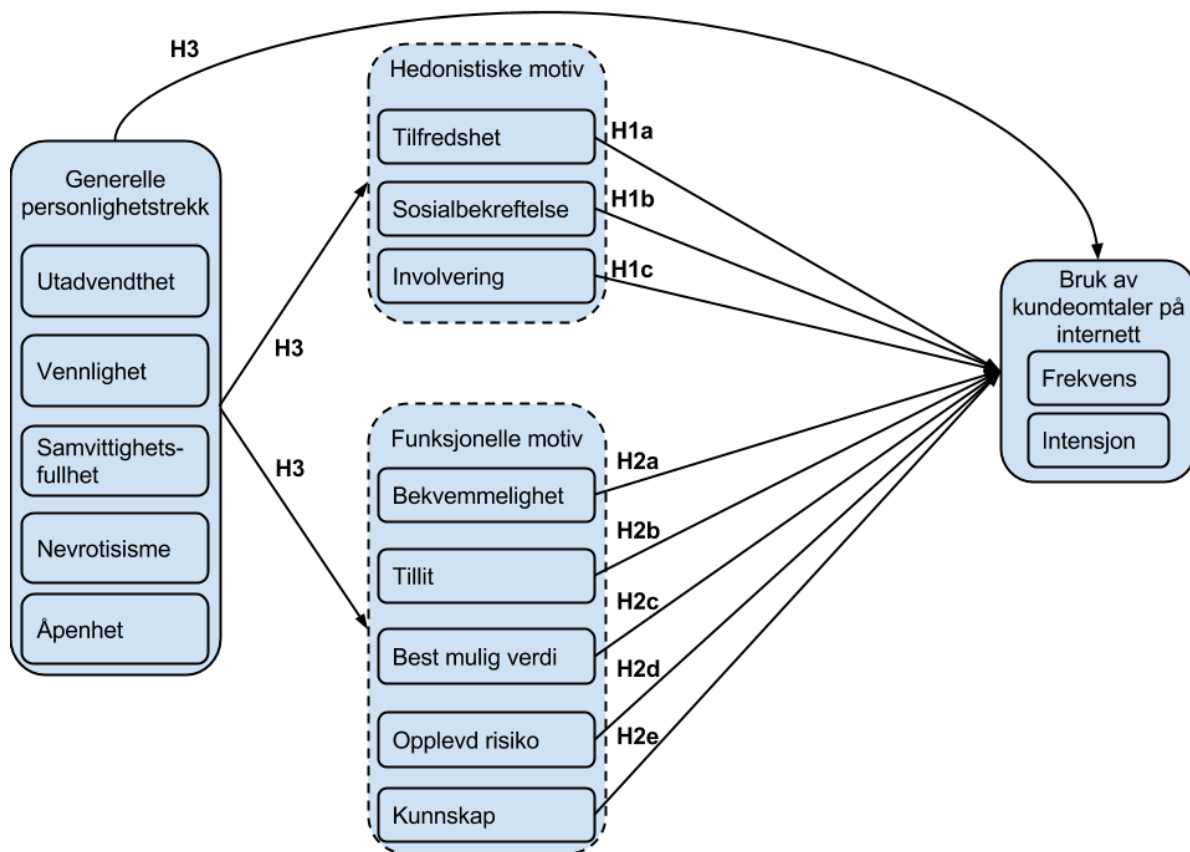 H3
Generelle
personlighetstrekk
Utadvendthet
Vennlighet
Samvittighets-
fullhet
Nevrotisisme
Åpenhet
H3
H3
Hedonistiske motiv
Tilfredshet
Sosialbekreftelse
Involvering
H1a
H1b
H1c
Funksjonelle motiv
Bekvemmelighet
Tillit
Best mulig verdi
Opplevd risiko
Kunnskap
H2a
H2b
H2c
H2d
H2e
Bruk av
kundeomtaler på
internett
Frekvens
Intensjon